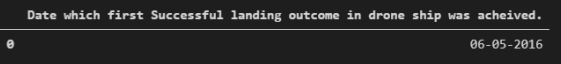 Date which first Successful landing outcome in drone ship was acheived.
0 06-05-2016